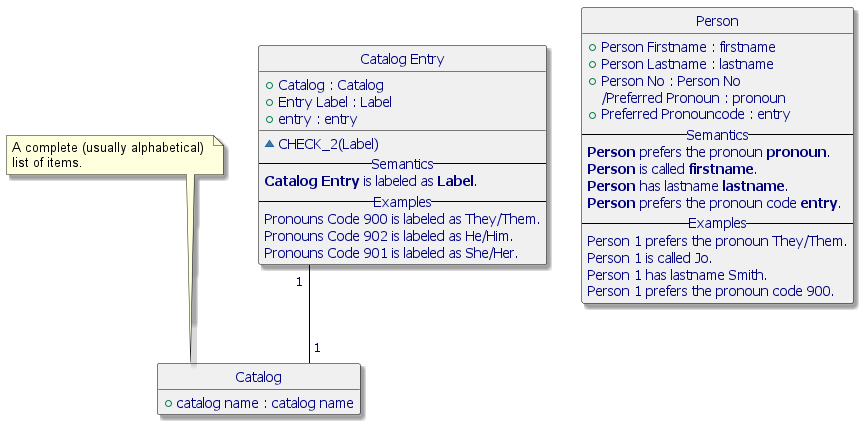 A complete (usually alphabetical)
list of items.
Catalog Entry
Catalog : Catalog
Entry Label : Label
entry : entry
CHECK_2(Label)
Semantics
Catalog Entry is labeled as Label.
Examples
Pronouns Code 900 is labeled as They/Them.
Pronouns Code 902 is labeled as He/Him.
Pronouns Code 901 is labeled as She/Her.
Person
Person Firstname : firstname
Person Lastname : lastname
Person No : Person No
/Preferred Pronoun : pronoun
Preferred Pronouncode : entry
Semantics
Person prefers the pronoun pronoun.
Person is called firstname.
Person has lastname lastname.
Person prefers the pronoun code entry.
Examples
Person 1 prefers the pronoun They/Them.
Person 1 is called Jo.
Person 1 has lastname Smith.
Person 1 prefers the pronoun code 900.
1
1
Catalog
catalog name : catalog name